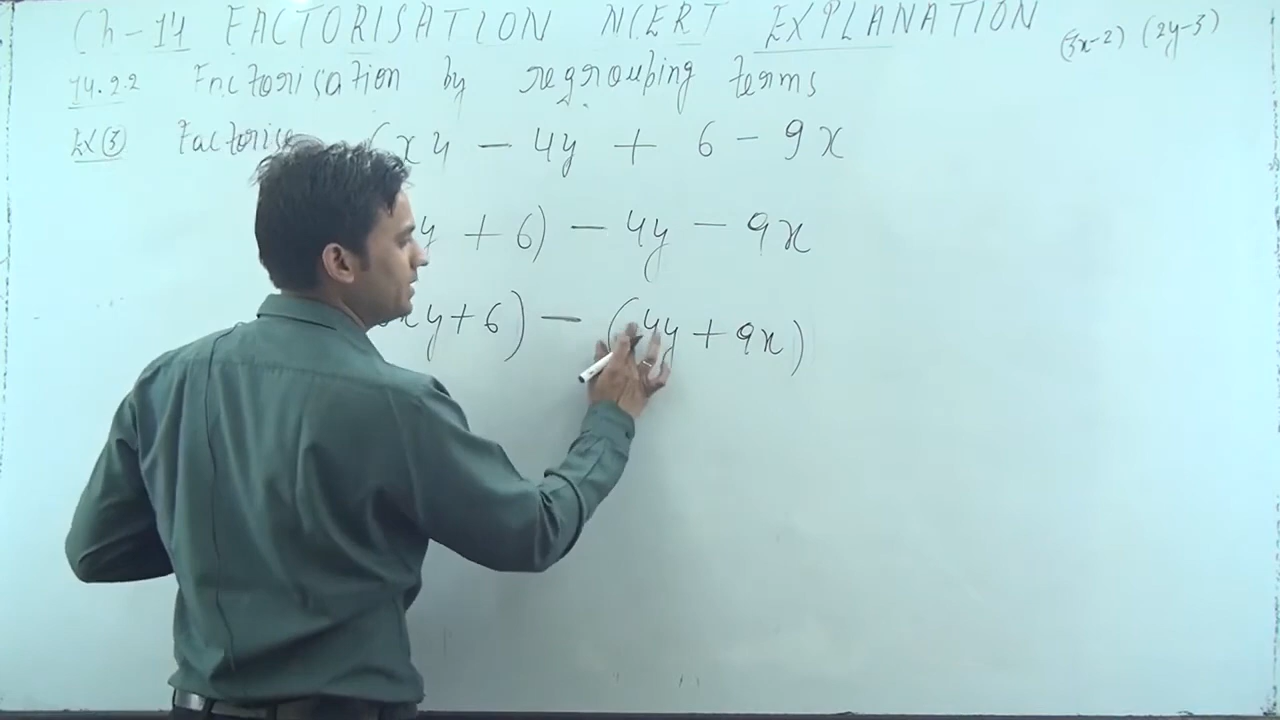 Ch-14 FACTORISATION NCERT EXPLANATION
(3x-2) (2y-3)
14.2.2 Factorisation by regrouping terms
Ex ③ Factorise 6xy - 4y + 6 - 9x
y + 6) - 4y - 9x
xy + 6) - (4y + 9x)